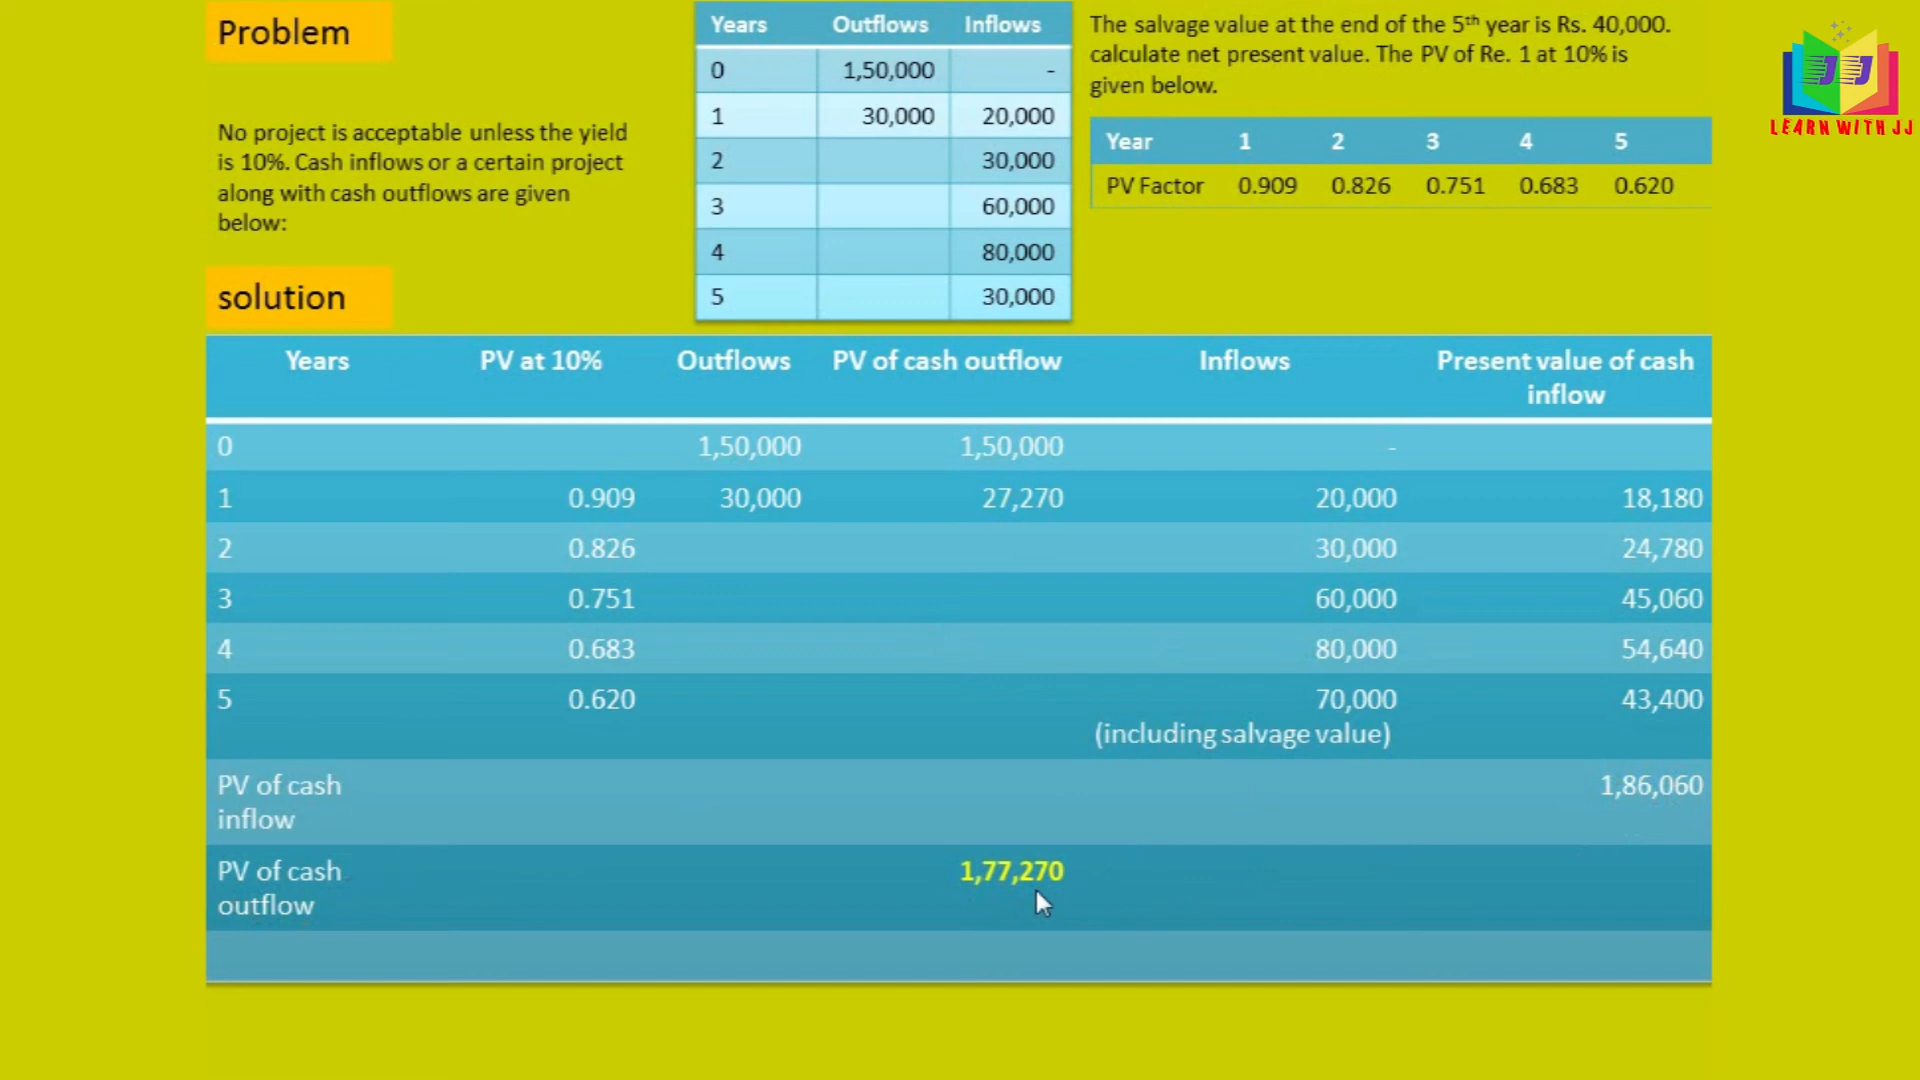 Problem
No project is acceptable unless the yield
is 10%. Cash inflows or a certain project
along with cash outflows are given
below:
Years Outflows Inflows
0 1,50,000 -
1 30,000 20,000
2 30,000
3 60,000
4 80,000
5 30,000
The salvage value at the end of the 5th year is Rs. 40,000.
calculate net present value. The PV of Re. 1 at 10% is
given below.
Year 1 2 3 4 5
PV Factor 0.909 0.826 0.751 0.683 0.620
JJ
LEARN WITH JJ
solution
Years PV at 10% Outflows PV of cash outflow Inflows Present value of cash
inflow
0 1,50,000 1,50,000 -
1 0.909 30,000 27,270 20,000 18,180
2 0.826 30,000 24,780
3 0.751 60,000 45,060
4 0.683 80,000 54,640
5 0.620 70,000 43,400
(including salvage value)
PV of cash 1,86,060
inflow
PV of cash 1,77,270
outflow